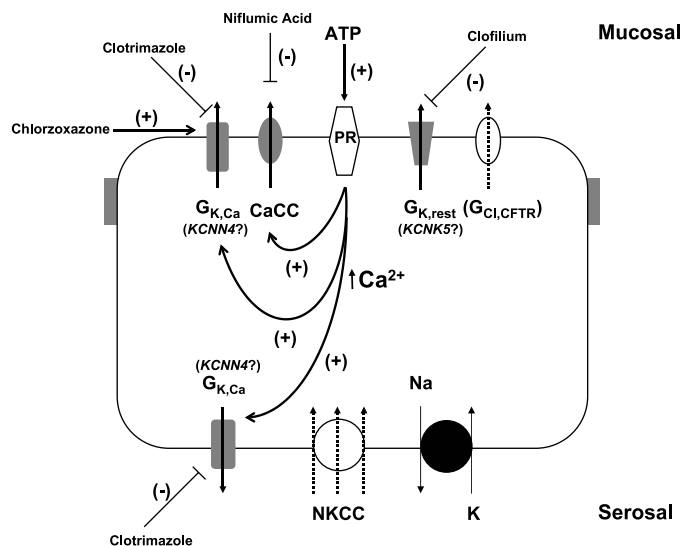 Niflumic Acid
ATP
Mucosal
Clotrimazole
(-)
(-)
(+)
Clofilium
(-)
Chlorzoxazone
(+)
PR
G_K,Ca
(KCNN4?)
CaCC
G_K,rest
(KCNK5?)
(G_Cl,CFTR)
(+)
↑Ca²⁺
(+)
(+)
(KCNN4?)
G_K,Ca
Na
(-)
Clotrimazole
NKCC
K
Serosal